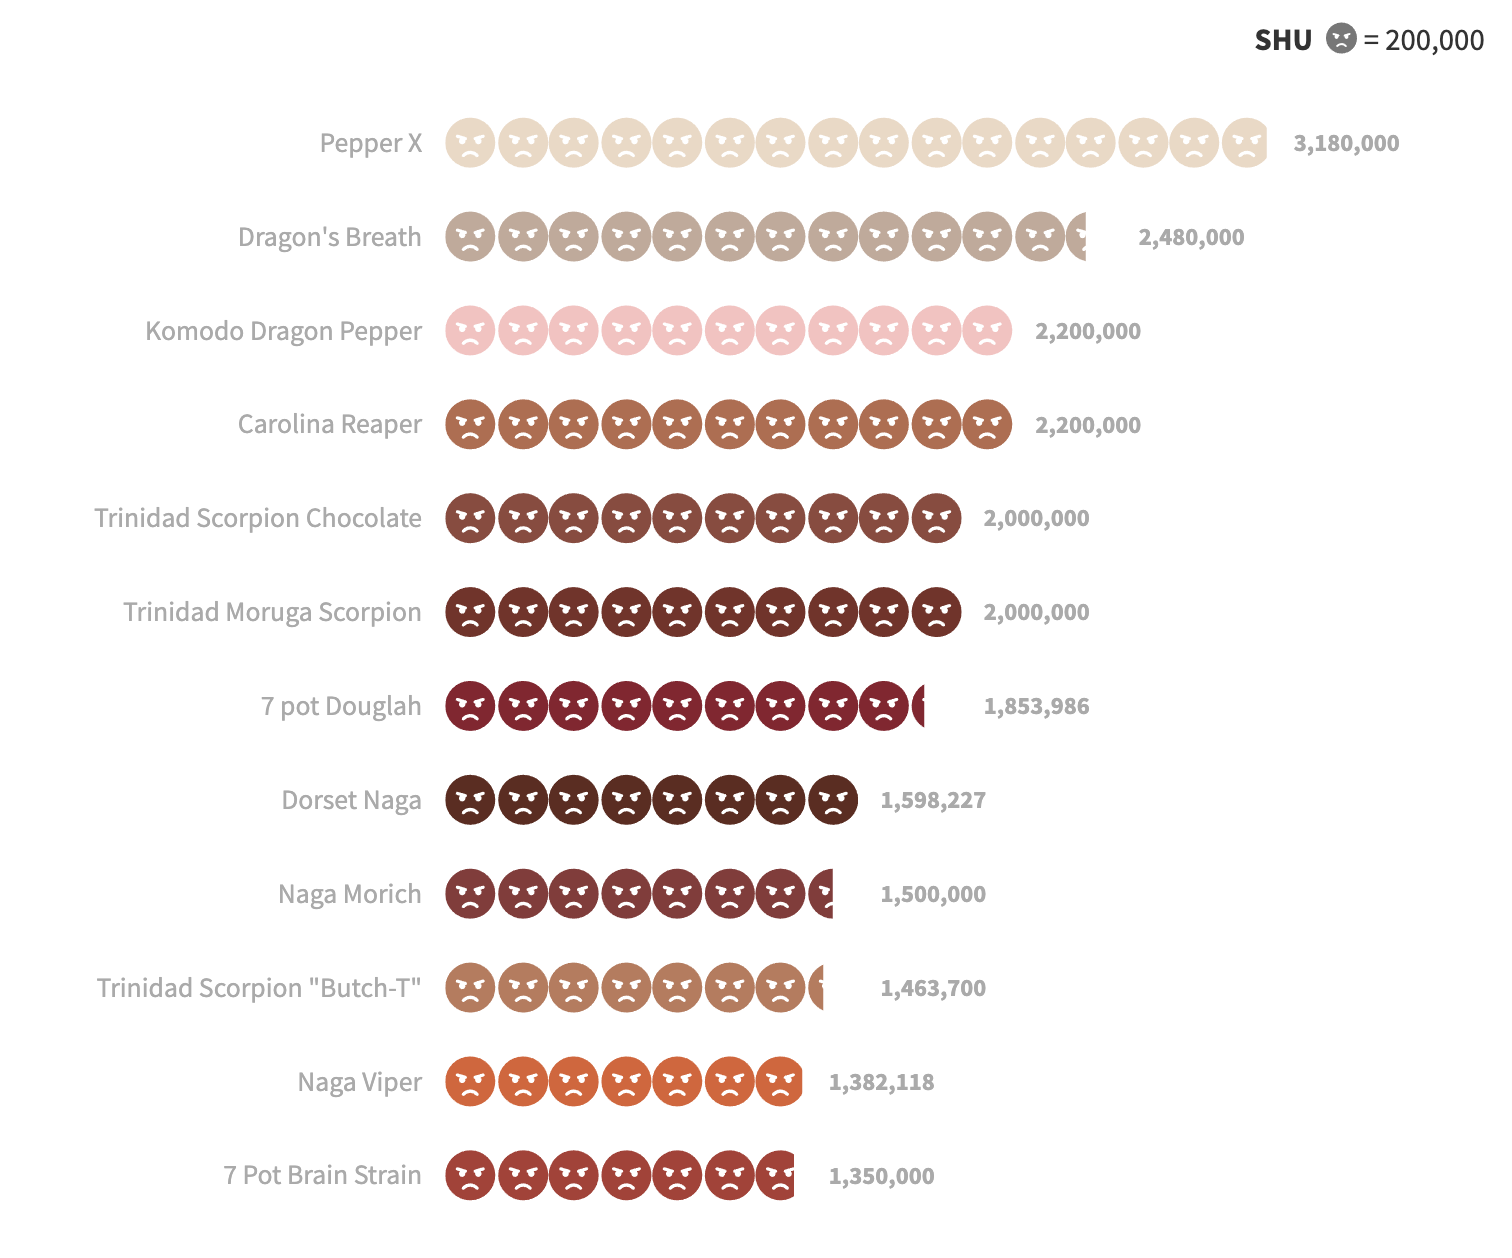 SHU = 200,000
Pepper X 3,180,000
Dragon's Breath 2,480,000
Komodo Dragon Pepper 2,200,000
Carolina Reaper 2,200,000
Trinidad Scorpion Chocolate 2,000,000
Trinidad Moruga Scorpion 2,000,000
7 pot Douglah 1,853,986
Dorset Naga 1,598,227
Naga Morich 1,500,000
Trinidad Scorpion "Butch-T" 1,463,700
Naga Viper 1,382,118
7 Pot Brain Strain 1,350,000